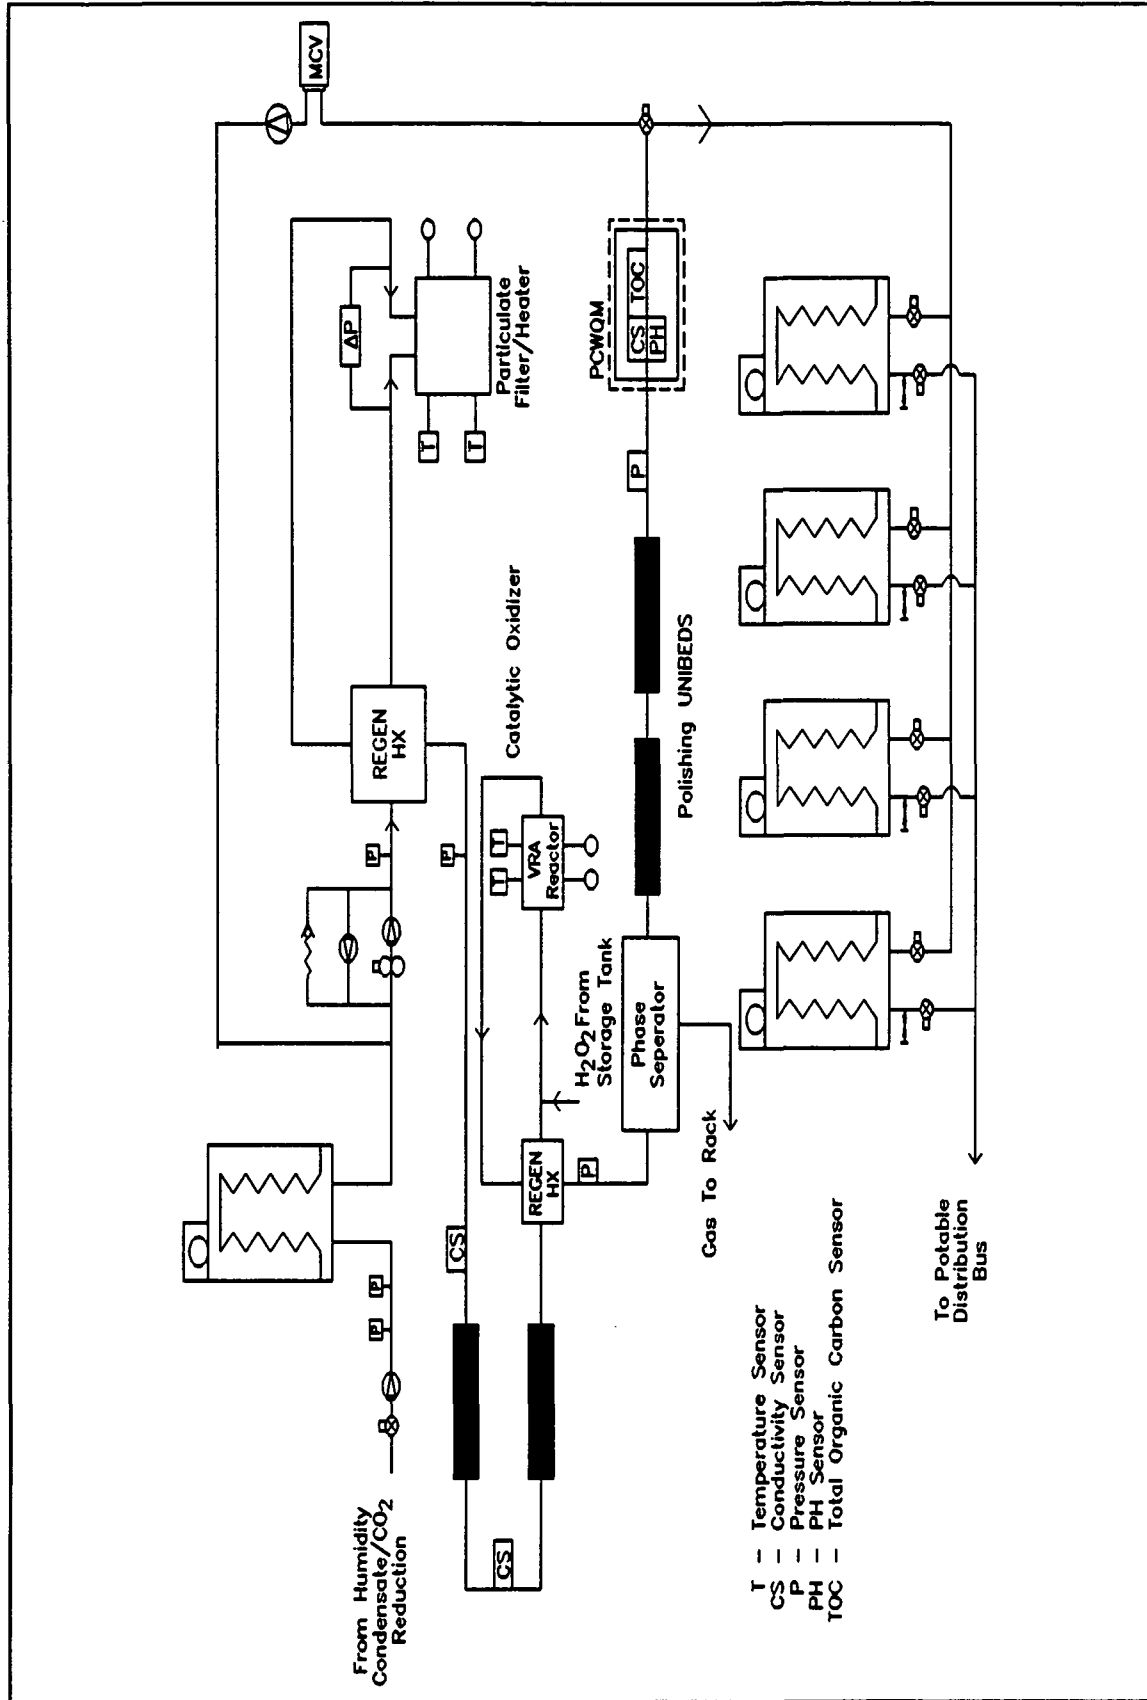 MCV
ΔP
T
T
Particulate
Filter/Heater
REGEN
HX
P
P
P
P
From Humidity
Condensate/CO2
Reduction
CS
CS
Catalytic Oxidizer
T
T
VRA
Reactor
H2O2 From
Storage Tank
REGEN
HX
P
Phase
Seperator
Gas To Rack
Polishing UNIBEDS
P
PCWQM
CS
TOC
PH
To Potable
Distribution
Bus
T – Temperature Sensor
CS – Conductivity Sensor
P – Pressure Sensor
PH – PH Sensor
TOC – Total Organic Carbon Sensor